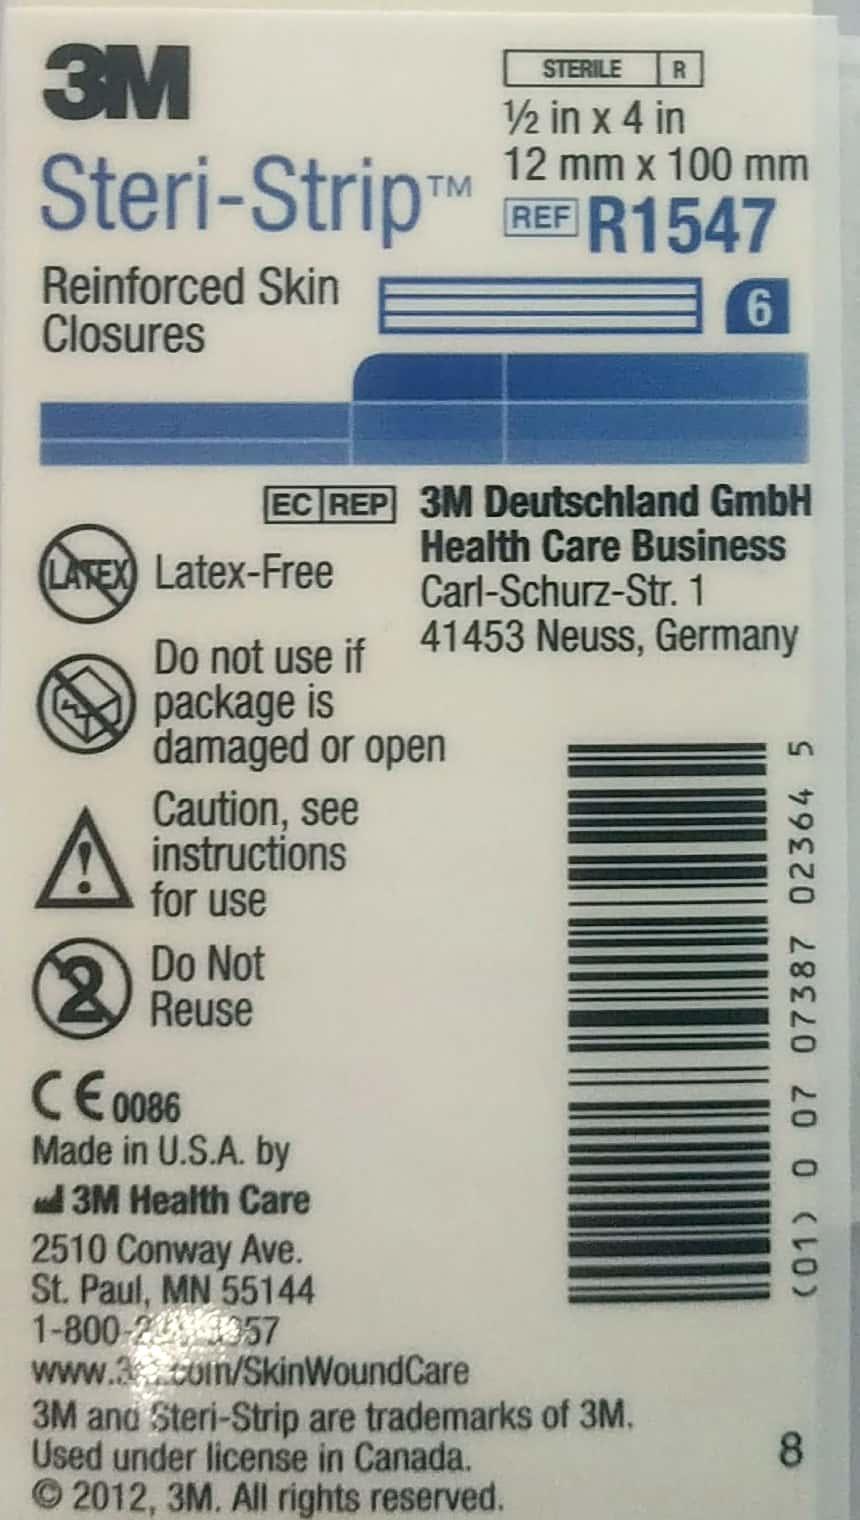 3M
STERILE R
½ in x 4 in
12 mm x 100 mm
Steri-Strip™
REF R1547
Reinforced Skin
Closures
6
EC REP 3M Deutschland GmbH
Health Care Business
Carl-Schurz-Str. 1
41453 Neuss, Germany
LATEX Latex-Free
Do not use if
package is
damaged or open
Caution, see
instructions
for use
2 Do Not
Reuse
(01) 0 07 07387 02364 5
CE 0086
Made in U.S.A. by
3M Health Care
2510 Conway Ave.
St. Paul, MN 55144
1-800-
.com/SkinWoundCare
3M and Steri-Strip are trademarks of 3M.
Used under license in Canada.
© 2012, 3M. All rights reserved.
8